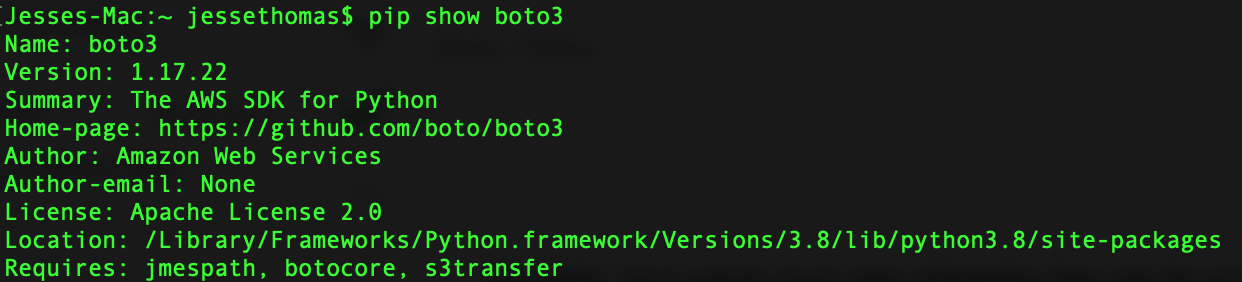 Jesses-Mac:~ jessethomas$ pip show boto3
Name: boto3
Version: 1.17.22
Summary: The AWS SDK for Python
Home-page: https://github.com/boto/boto3
Author: Amazon Web Services
Author-email: None
License: Apache License 2.0
Location: /Library/Frameworks/Python.framework/Versions/3.8/lib/python3.8/site-packages
Requires: jmespath, botocore, s3transfer